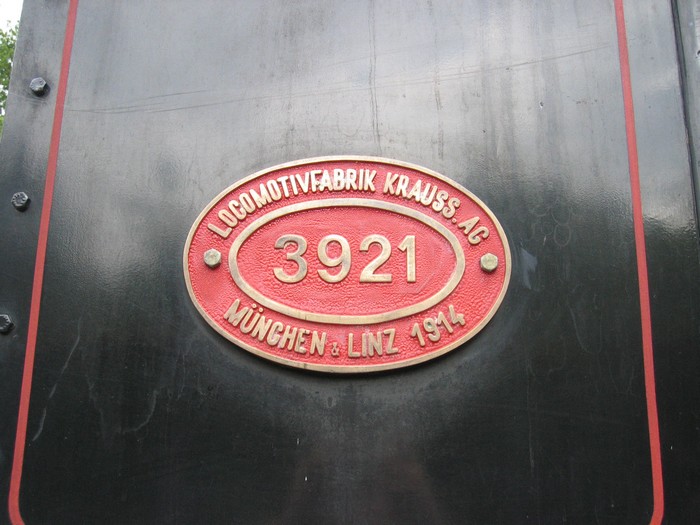 LOCOMOTIVFABRIK KRAUSS. AG
3921
MÜNCHEN & LINZ 1914